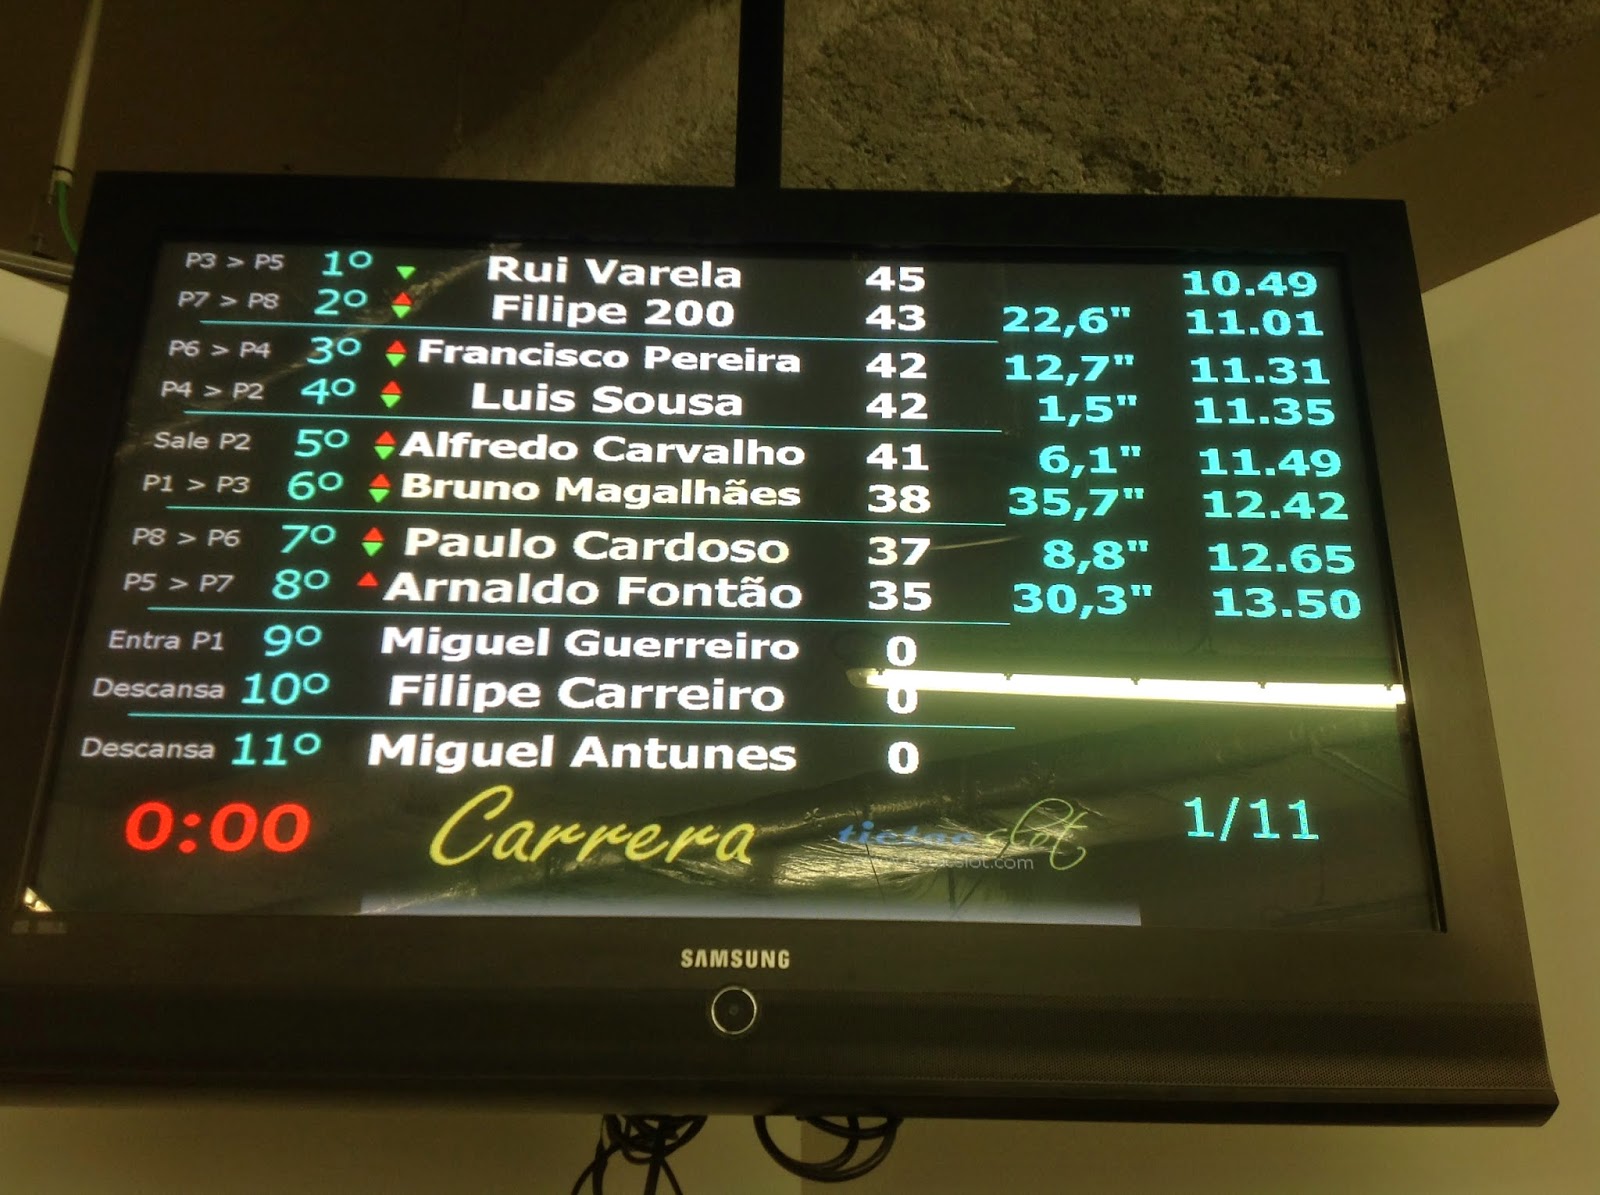 P3 > P5 1º Rui Varela 45 10.49
P7 > P8 2º Filipe 200 43 22,6" 11.01
P6 > P4 3º Francisco Pereira 42 12,7" 11.31
P4 > P2 4º Luis Sousa 42 1,5" 11.35
Sale P2 5º Alfredo Carvalho 41 6,1" 11.49
P1 > P3 6º Bruno Magalhães 38 35,7" 12.42
P8 > P6 7º Paulo Cardoso 37 8,8" 12.65
P5 > P7 8º Arnaldo Fontão 35 30,3" 13.50
Entra P1 9º Miguel Guerreiro 0
Descansa 10º Filipe Carreiro 0
Descansa 11º Miguel Antunes 0
0:00 Carrera tictac slot 1/11
SAMSUNG